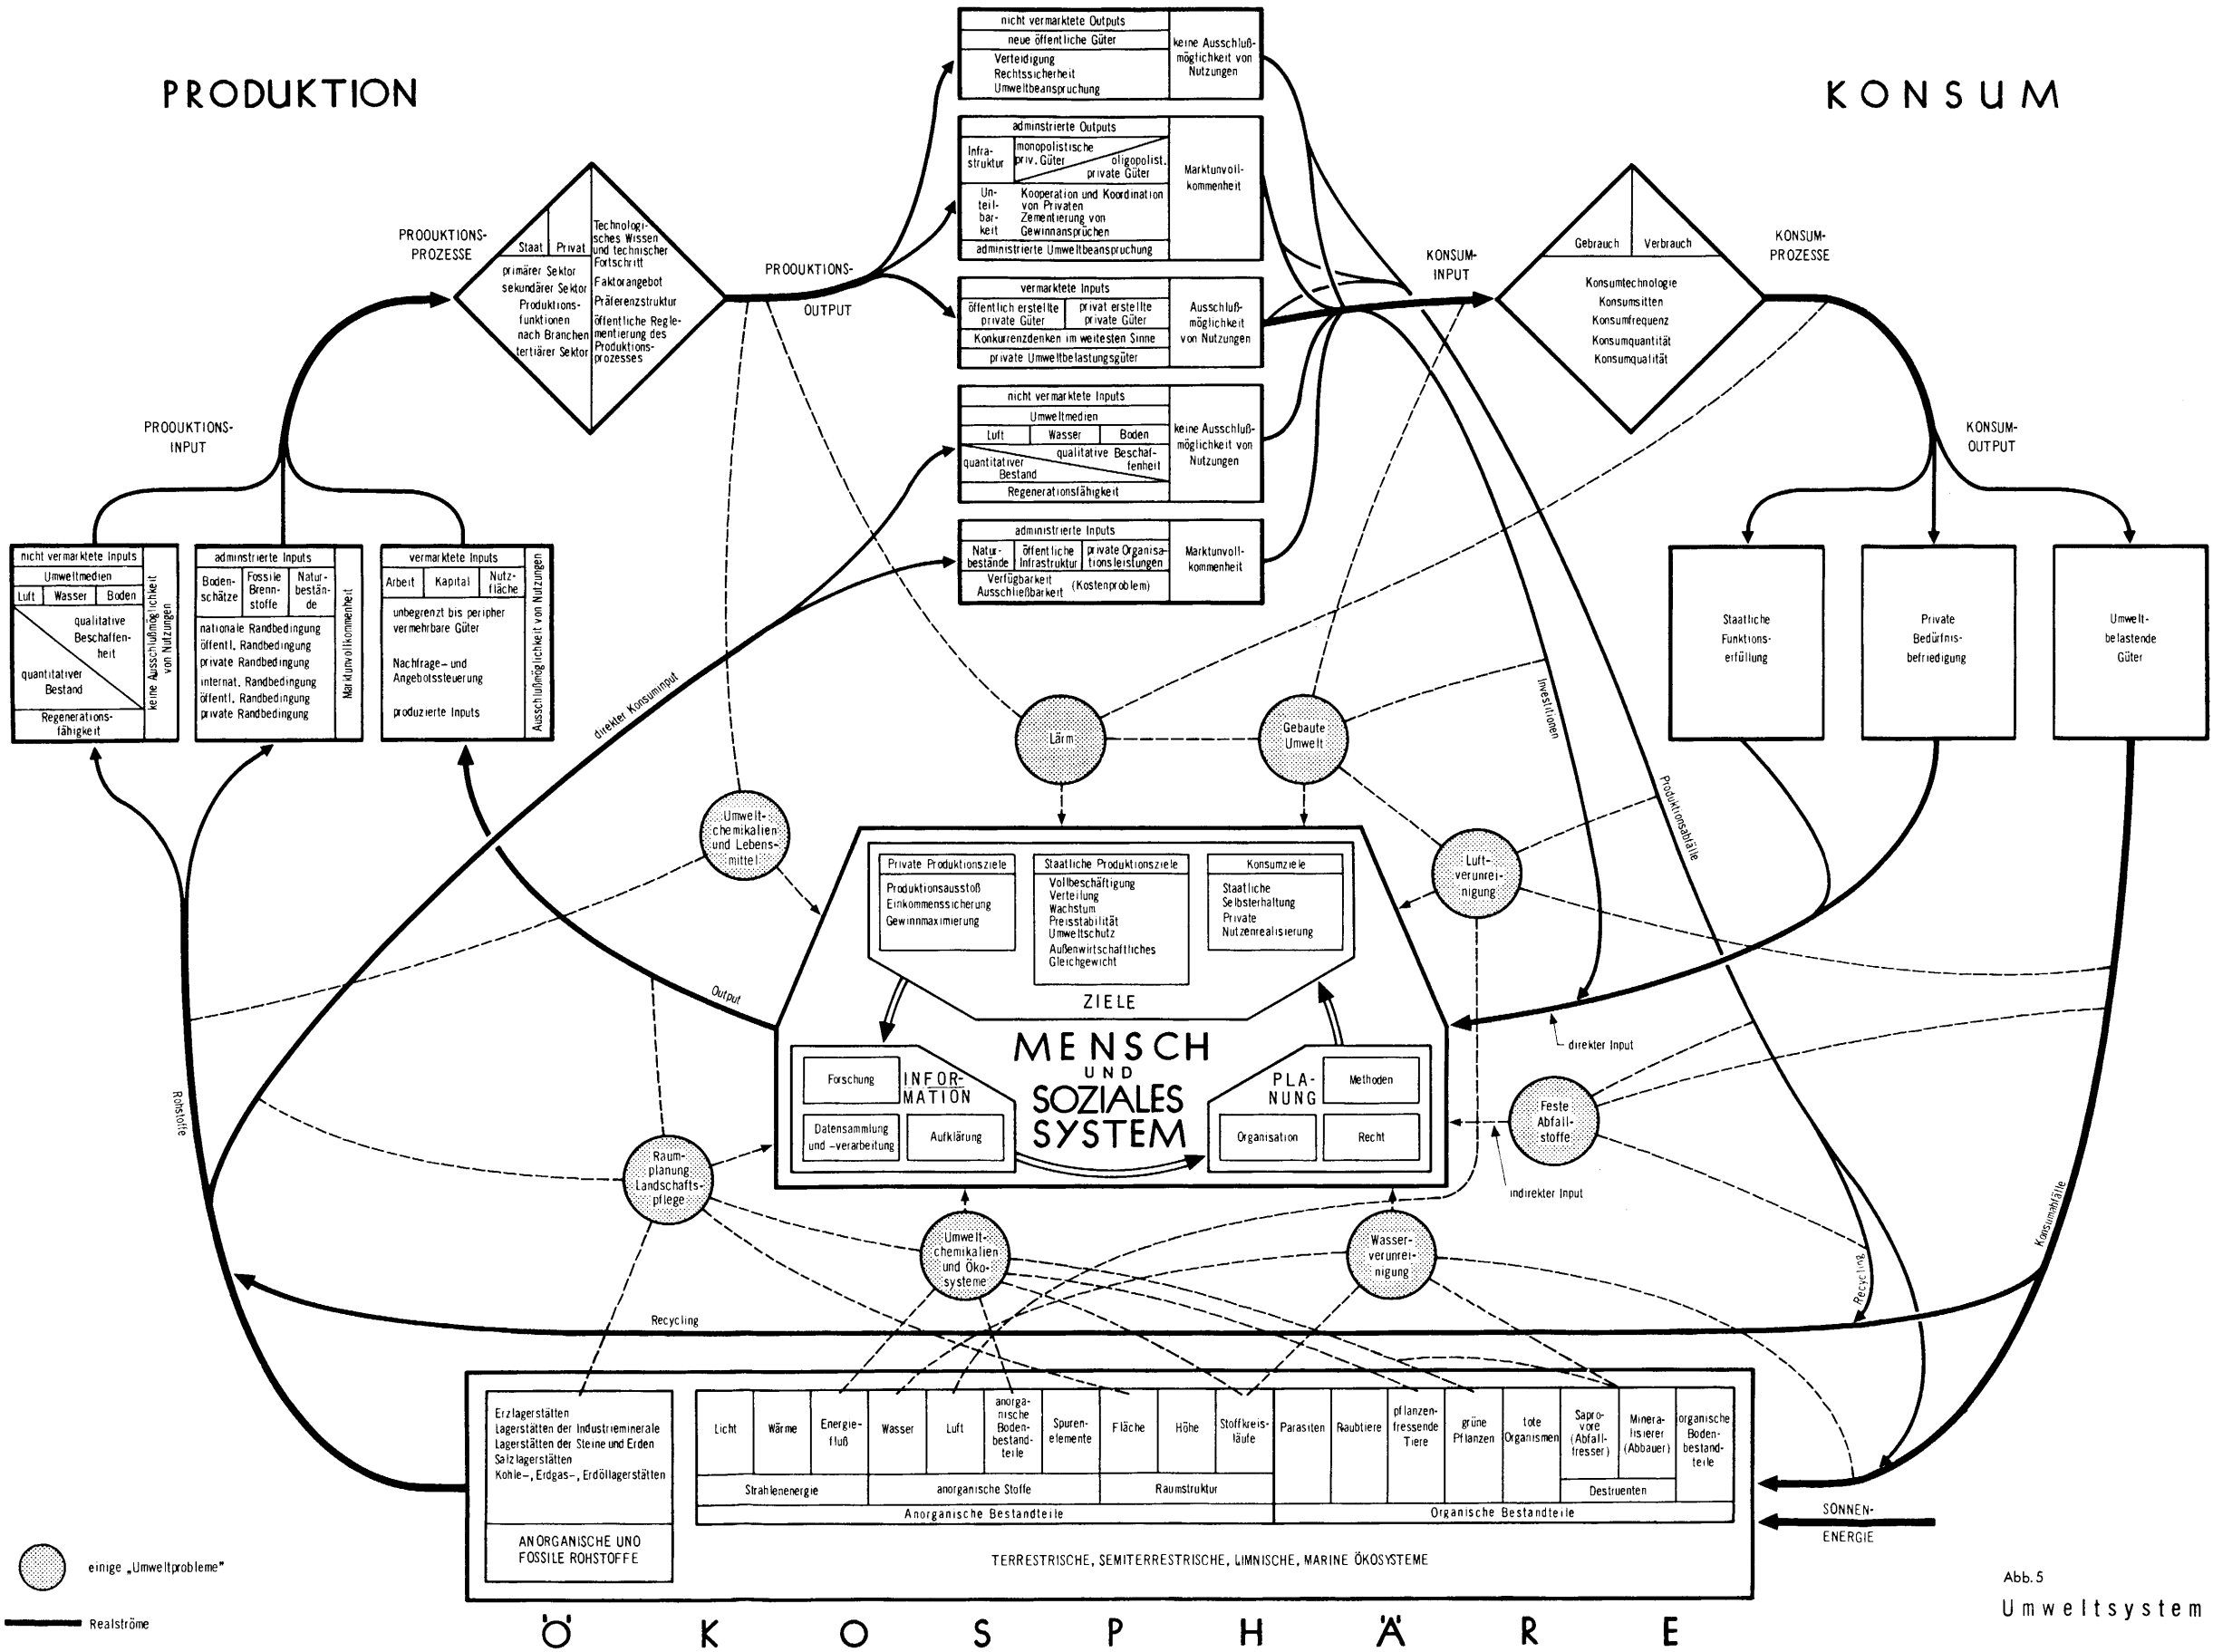 PRODUKTION
KONSUM
nicht vermarktete Outputs
neue öffentliche Güter
Verteidigung
Rechtssicherheit
Umweltbeanspruchung
keine Ausschluß-
möglichkeit von
Nutzungen
adminstrierte Outputs
Infra-
struktur
monopolistische
priv. Güter
oligopolist.
private Güter
Un-
teil-
bar-
keit
Kooperation und Koordination
von Privaten
Zementierung von
Gewinnansprüchen
administrierte Umweltbeanspruchung
Marktunvoll-
kommenheit
vermarktete Inputs
öffentlich erstellte
private Güter
privat erstellte
private Güter
Konkurrenzdenken im weitesten Sinne
private Umweltbelastungsgüter
Ausschluß-
möglichkeit
von Nutzungen
nicht vermarktete Inputs
Umweltmedien
Luft
Wasser
Boden
qualitative Beschaf-
fenheit
quantitativer
Bestand
Regenerationsfähigkeit
keine Ausschluß-
möglichkeit von
Nutzungen
administrierte Inputs
Natur-
bestände
öffentliche
Infrastruktur
private Organisa-
tionsleistungen
Verfügbarkeit
Ausschließbarkeit
(Kostenproblem)
Marktunvoll-
kommenheit
PROOUKTIONS-
PROZESSE
Staat
Privat
primärer Sektor
sekundärer Sektor
Produktions-
funktionen
nach Branchen
tertiärer Sektor
Technologi-
sches Wissen
und technischer
Fortschritt
Faktorangebot
Präferenzstruktur
öffentliche Regle-
mentierung des
Produktions-
prozesses
PROOUKTIONS-
OUTPUT
KONSUM-
INPUT
Gebrauch
Verbrauch
Konsumtechnologie
Konsumsitten
Konsumfrequenz
Konsumquantität
Konsumqualität
KONSUM-
PROZESSE
PROOUKTIONS-
INPUT
KONSUM-
OUTPUT
nicht vermarktete Inputs
Umweltmedien
Luft
Wasser
Boden
qualitative
Beschaffen-
heit
quantitativer
Bestand
Regenerations-
fähigkeit
keine Ausschlußmöglichkeit
von Nutzungen
adminstrierte Inputs
Boden-
schätze
Fossile
Brenn-
stoffe
Natur-
bestän-
de
nationale Randbedingung
öffentl. Randbedingung
private Randbedingung
internat. Randbedingung
öffentl. Randbedingung
private Randbedingung
Marktunvollkommenheit
vermarktete Inputs
Arbeit
Kapital
Nutz-
fläche
unbegrenzt bis peripher
vermehrbare Güter
Nachfrage- und
Angebotssteuerung
produzierte Inputs
Ausschlußmöglichkeit von Nutzungen
Staatliche
Funktions-
erfüllung
Private
Bedürfnis-
befriedigung
Umwelt-
belastende
Güter
direkter Konsuminput
Investitionen
Produktionsabfälle
Lärm
Gebaute
Umwelt
Umwelt-
chemikalien
und Lebens-
mittel
Luft-
verunrei-
nigung
Private Produktionsziele
Produktionsausstoß
Einkommenssicherung
Gewinnmaximierung
Staatliche Produktionsziele
Vollbeschäftigung
Verteilung
Wachstum
Preisstabilität
Umweltschutz
Außenwirtschaftliches
Gleichgewicht
Konsumziele
Staatliche
Selbsterhaltung
Private
Nutzenrealisierung
ZIELE
Output
MENSCH
UND
SOZIALES
SYSTEM
Forschung
INFOR-
MATION
Datensammlung
und -verarbeitung
Aufklärung
PLA-
NUNG
Methoden
Organisation
Recht
direkter Input
Feste
Abfall-
stoffe
indirekter Input
Rohstoffe
Raum-
planung
Landschafts-
pflege
Umwelt-
chemikalien
und Öko-
systeme
Wasser-
verunrei-
nigung
Konsumabfälle
Recycling
Recycling
Erzlagerstätten
Lagerstätten der Industrieminerale
Lagerstätten der Steine und Erden
Salzlagerstätten
Kohle-, Erdgas-, Erdöllagerstätten
ANORGANISCHE UNO
FOSSILE ROHSTOFFE
Licht
Wärme
Energie-
fluß
Wasser
Luft
anorga-
nische
Boden-
bestand-
teile
Spuren-
elemente
Fläche
Höhe
Stoffkreis-
läufe
Parasiten
Raubtiere
pflanzen-
fressende
Tiere
grüne
Pflanzen
tote
Organismen
Sapro-
vore
(Abfall-
fresser)
Minera-
lisierer
(Abbauer)
organische
Boden-
bestand-
teile
Strahlenenergie
anorganische Stoffe
Raumstruktur
Destruenten
Anorganische Bestandteile
Organische Bestandteile
TERRESTRISCHE, SEMITERRESTRISCHE, LIMNISCHE, MARINE ÖKOSYSTEME
SONNEN-
ENERGIE
einige „Umweltprobleme"
Realströme
ÖKOSPHÄRE
Abb. 5
Umweltsystem